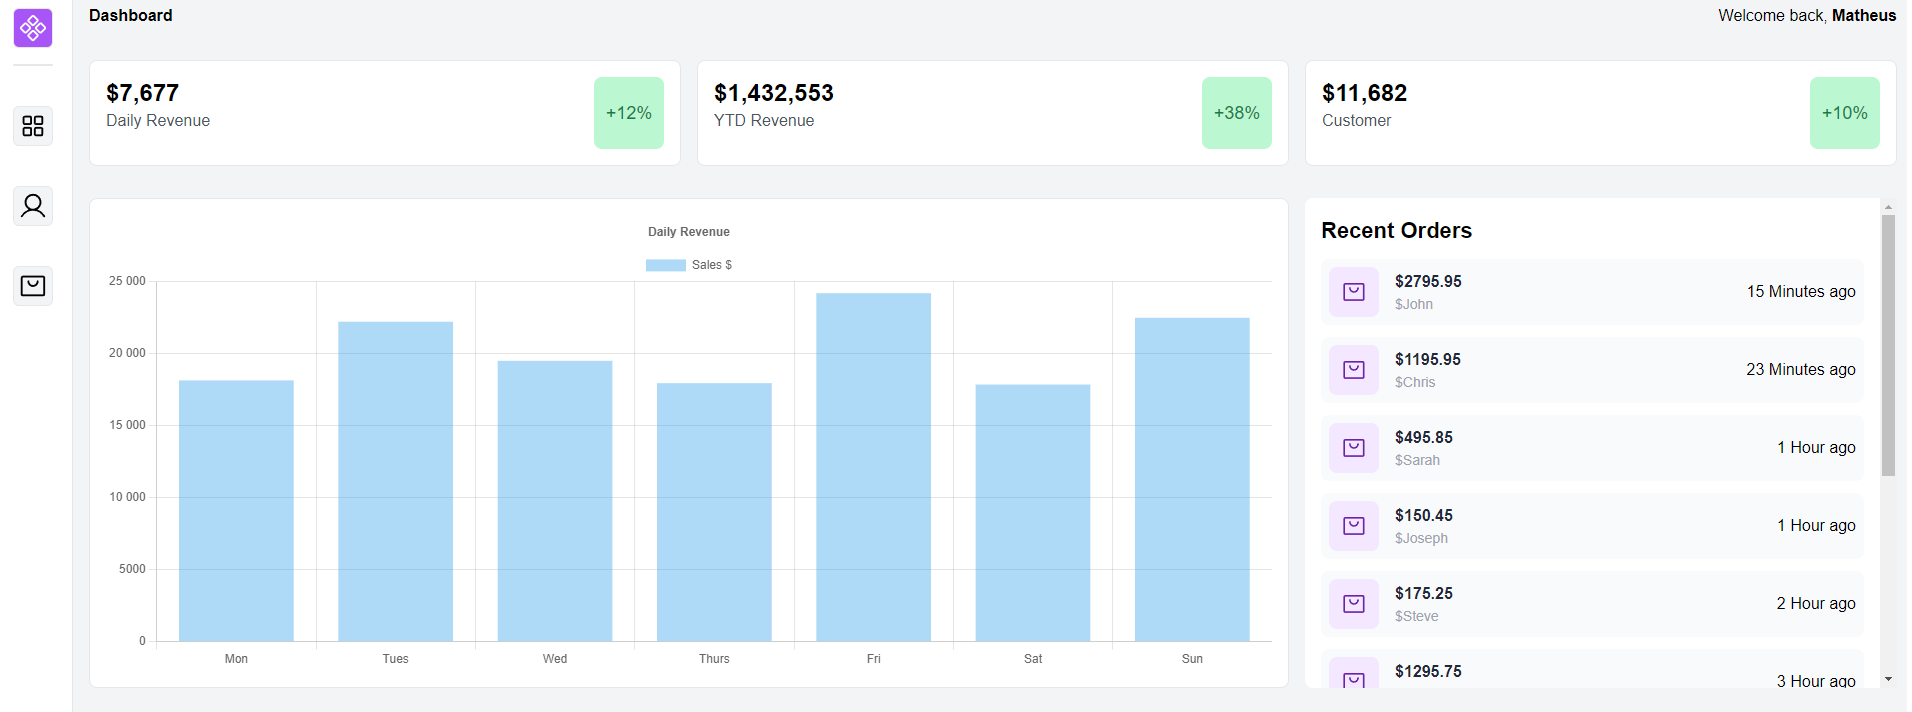 Dashboard
Welcome back, Matheus
$7,677
Daily Revenue
+12%
$1,432,553
YTD Revenue
+38%
$11,682
Customer
+10%
Daily Revenue
Sales $
25 000
20 000
15 000
10 000
5000
0
Mon Tues Wed Thurs Fri Sat Sun
Recent Orders
$2795.95
$John
15 Minutes ago
$1195.95
$Chris
23 Minutes ago
$495.85
$Sarah
1 Hour ago
$150.45
$Joseph
1 Hour ago
$175.25
$Steve
2 Hour ago
$1295.75
3 Hour ago